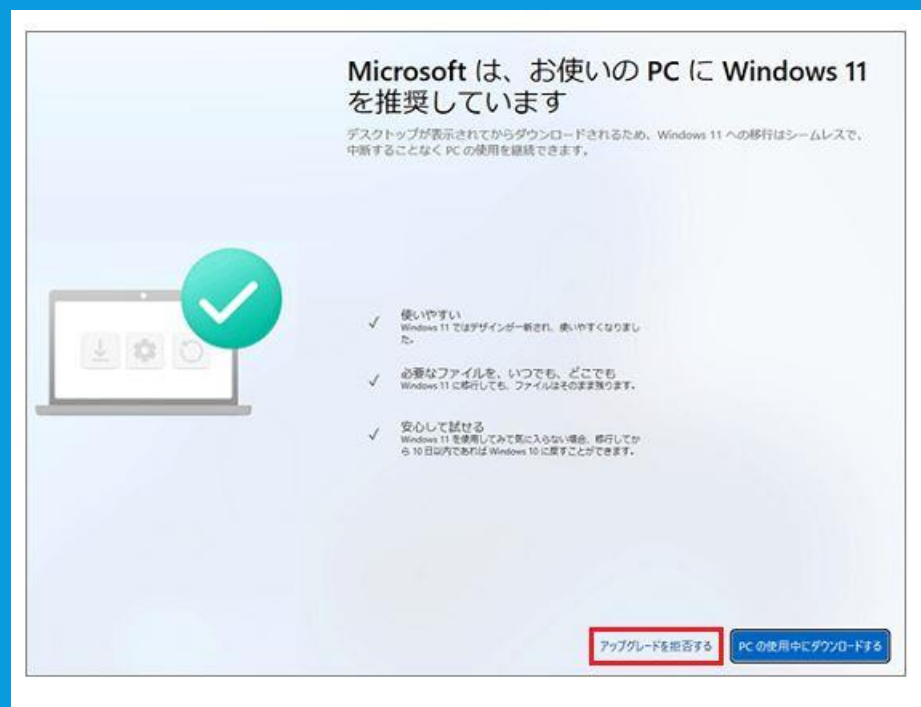 Microsoft は、お使いの PC に Windows 11
を推奨しています
デスクトップが表示されてからダウンロードされるため、Windows 11 への移行はシームレスで、
中断することなく PC の使用を継続できます。
使いやすい
Windows 11 ではデザインが一新され、使いやすくなりまし
た。
必要なファイルを、いつでも、どこでも
Windows 11 に移行しても、ファイルはそのまま残ります。
安心して試せる
Windows 11 を使用してみて気に入らない場合、移行してか
ら 10 日以内であれば Windows 10 に戻すことができます。
アップグレードを拒否する
PC の使用中にダウンロードする